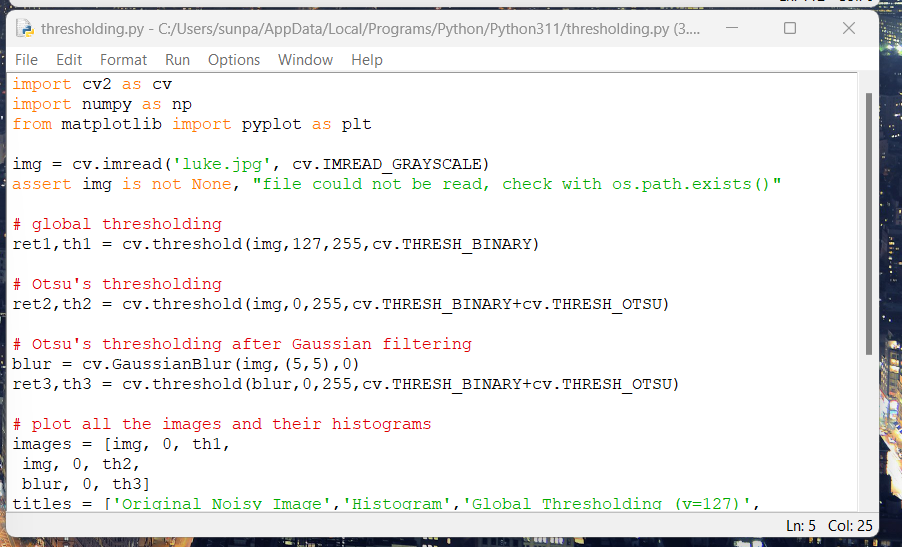 thresholding.py - C:/Users/sunpa/AppData/Local/Programs/Python/Python311/thresholding.py (3....
File Edit Format Run Options Window Help
import cv2 as cv
import numpy as np
from matplotlib import pyplot as plt
img = cv.imread('luke.jpg', cv.IMREAD_GRAYSCALE)
assert img is not None, "file could not be read, check with os.path.exists()"
# global thresholding
ret1,th1 = cv.threshold(img,127,255,cv.THRESH_BINARY)
# Otsu's thresholding
ret2,th2 = cv.threshold(img,0,255,cv.THRESH_BINARY+cv.THRESH_OTSU)
# Otsu's thresholding after Gaussian filtering
blur = cv.GaussianBlur(img,(5,5),0)
ret3,th3 = cv.threshold(blur,0,255,cv.THRESH_BINARY+cv.THRESH_OTSU)
# plot all the images and their histograms
images = [img, 0, th1,
 img, 0, th2,
 blur, 0, th3]
titles = ['Original Noisy Image','Histogram','Global Thresholding (v=127)',
Ln: 5 Col: 25